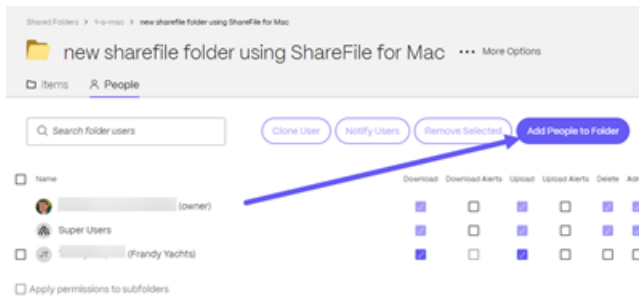 Shared Folders > t-a-mac > new sharefile folder using ShareFile for Mac
new sharefile folder using ShareFile for Mac ••• More Options
Items People
Search folder users Clone User Notify Users Remove Selected Add People to Folder
Name Download Download Alerts Upload Upload Alerts Delete
(owner)
Super Users
JT (Frandy Yachts)
Apply permissions to subfolders